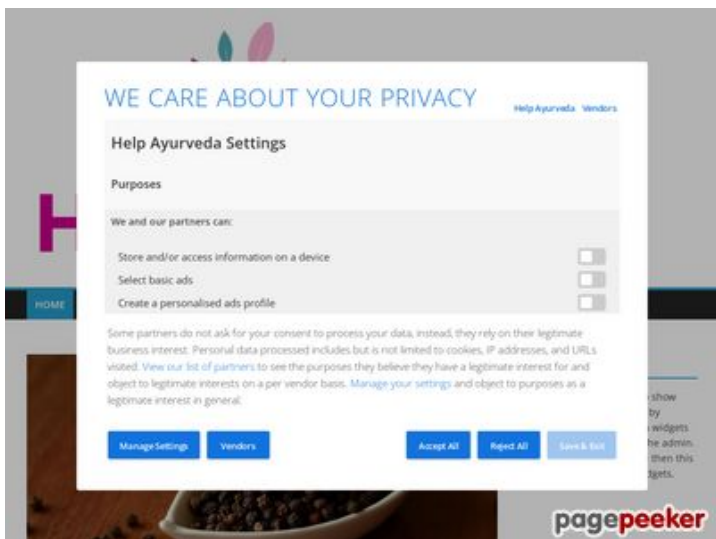 WE CARE ABOUT YOUR PRIVACY
Help Ayurveda Vendors
Help Ayurveda Settings
Purposes
We and our partners can:
Store and/or access information on a device
Select basic ads
Create a personalised ads profile
Some partners do not ask for your consent to process your data, instead, they rely on their legitimate
business interest. Personal data processed includes but is not limited to cookies, IP addresses, and URLs
visited. View our list of partners to see the purposes they believe they have a legitimate interest for and
object to legitimate interests on a per vendor basis. Manage your settings and object to purposes as a
legitimate interest in general.
Manage Settings Vendors Accept All Reject All Save & Exit
H
HOME
show
by
widgets
he admin.
then this
dgets.
pagepeeker